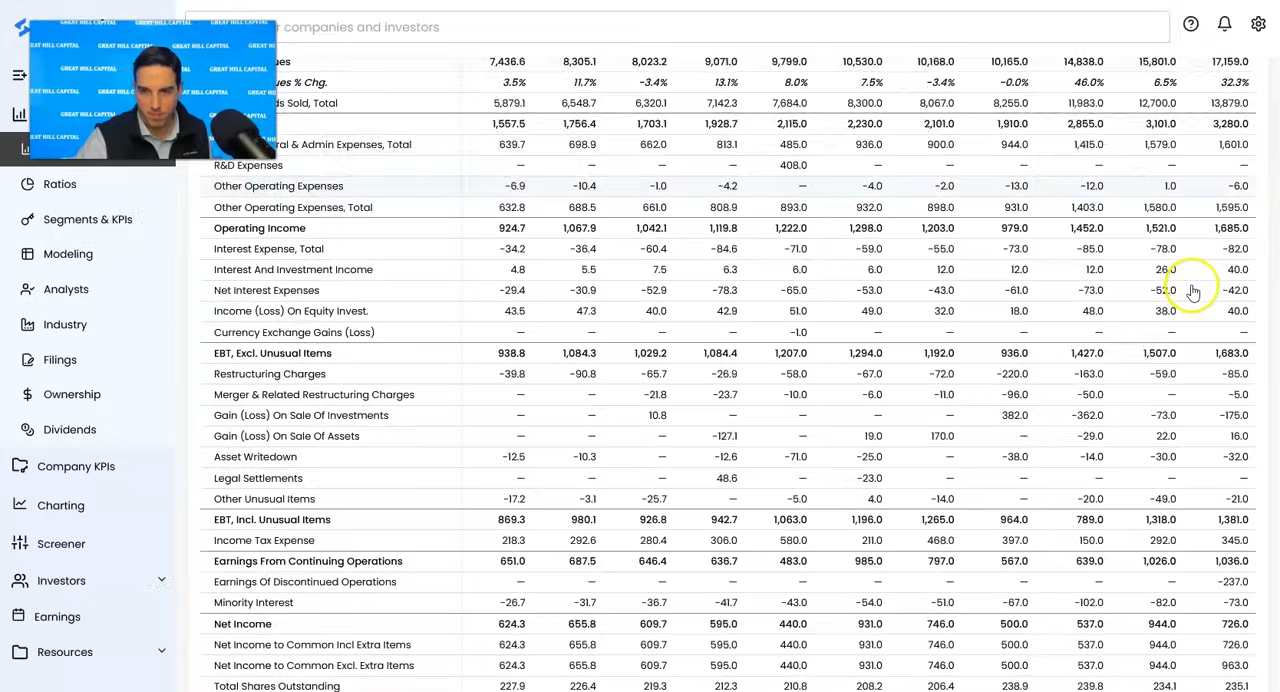 companies and investors
GREAT HILL CAPITAL GREAT HILL CAPITAL
GREAT HILL CAPITAL GREAT HILL CAPITAL
GREAT HILL CAPITAL
Ratios
Segments & KPIs
Modeling
Analysts
Industry
Filings
Ownership
Dividends
Company KPIs
Charting
Screener
Investors
Earnings
Resources
ues 7,436.6 8,305.1 8,023.2 9,071.0 9,799.0 10,530.0 10,168.0 10,165.0 14,838.0 15,801.0 17,159.0
ues % Chg. 3.5% 11.7% -3.4% 13.1% 8.0% 7.5% -3.4% -0.0% 46.0% 6.5% 32.3%
ds Sold, Total 5,879.1 6,548.7 6,320.1 7,142.3 7,684.0 8,300.0 8,067.0 8,255.0 11,983.0 12,700.0 13,879.0
1,557.5 1,756.4 1,703.1 1,928.7 2,115.0 2,230.0 2,101.0 1,910.0 2,855.0 3,101.0 3,280.0
al & Admin Expenses, Total 639.7 698.9 662.0 813.1 485.0 936.0 900.0 944.0 1,415.0 1,579.0 1,601.0
R&D Expenses — — — — 408.0 — — — — — —
Other Operating Expenses -6.9 -10.4 -1.0 -4.2 — -4.0 -2.0 -13.0 -12.0 1.0 -6.0
Other Operating Expenses, Total 632.8 688.5 661.0 808.9 893.0 932.0 898.0 931.0 1,403.0 1,580.0 1,595.0
Operating Income 924.7 1,067.9 1,042.1 1,119.8 1,222.0 1,298.0 1,203.0 979.0 1,452.0 1,521.0 1,685.0
Interest Expense, Total -34.2 -36.4 -60.4 -84.6 -71.0 -59.0 -55.0 -73.0 -85.0 -78.0 -82.0
Interest And Investment Income 4.8 5.5 7.5 6.3 6.0 6.0 12.0 12.0 12.0 26.0 40.0
Net Interest Expenses -29.4 -30.9 -52.9 -78.3 -65.0 -53.0 -43.0 -61.0 -73.0 -52.0 -42.0
Income (Loss) On Equity Invest. 43.5 47.3 40.0 42.9 51.0 49.0 32.0 18.0 48.0 38.0 40.0
Currency Exchange Gains (Loss) — — — — -1.0 — — — — — —
EBT, Excl. Unusual Items 938.8 1,084.3 1,029.2 1,084.4 1,207.0 1,294.0 1,192.0 936.0 1,427.0 1,507.0 1,683.0
Restructuring Charges -39.8 -90.8 -65.7 -26.9 -58.0 -67.0 -72.0 -220.0 -163.0 -59.0 -85.0
Merger & Related Restructuring Charges — — -21.8 -23.7 -10.0 -6.0 -11.0 -96.0 -50.0 — -5.0
Gain (Loss) On Sale Of Investments — — 10.8 — — — — 382.0 -362.0 -73.0 -175.0
Gain (Loss) On Sale Of Assets — — — -127.1 — 19.0 170.0 — -29.0 22.0 16.0
Asset Writedown -12.5 -10.3 — -12.6 -71.0 -25.0 — -38.0 -14.0 -30.0 -32.0
Legal Settlements — — — 48.6 — -23.0 — — — — —
Other Unusual Items -17.2 -3.1 -25.7 — -5.0 4.0 -14.0 — -20.0 -49.0 -21.0
EBT, Incl. Unusual Items 869.3 980.1 926.8 942.7 1,063.0 1,196.0 1,265.0 964.0 789.0 1,318.0 1,381.0
Income Tax Expense 218.3 292.6 280.4 306.0 580.0 211.0 468.0 397.0 150.0 292.0 345.0
Earnings From Continuing Operations 651.0 687.5 646.4 636.7 483.0 985.0 797.0 567.0 639.0 1,026.0 1,036.0
Earnings Of Discontinued Operations — — — — — — — — — — -237.0
Minority Interest -26.7 -31.7 -36.7 -41.7 -43.0 -54.0 -51.0 -67.0 -102.0 -82.0 -73.0
Net Income 624.3 655.8 609.7 595.0 440.0 931.0 746.0 500.0 537.0 944.0 726.0
Net Income to Common Incl Extra Items 624.3 655.8 609.7 595.0 440.0 931.0 746.0 500.0 537.0 944.0 726.0
Net Income to Common Excl. Extra Items 624.3 655.8 609.7 595.0 440.0 931.0 746.0 500.0 537.0 944.0 963.0
Total Shares Outstanding 227.9 226.4 219.3 212.3 210.8 208.2 206.4 238.9 239.8 234.1 235.1